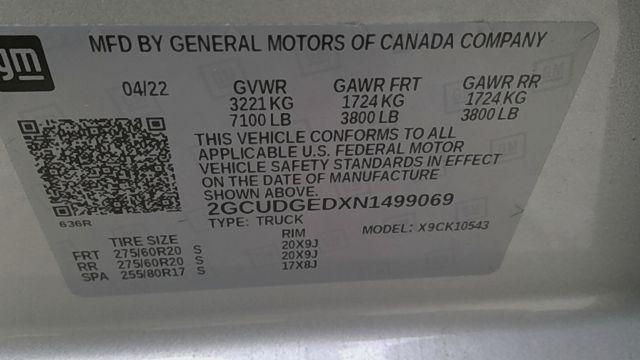 gm
MFD BY GENERAL MOTORS OF CANADA COMPANY
04/22 GVWR GAWR FRT GAWR RR
3221 KG 1724 KG 1724 KG
7100 LB 3800 LB 3800 LB
THIS VEHICLE CONFORMS TO ALL
APPLICABLE U.S. FEDERAL MOTOR
VEHICLE SAFETY STANDARDS IN EFFECT
ON THE DATE OF MANUFACTURE
SHOWN ABOVE.
2GCUDGEDXN1499069
636R TYPE: TRUCK MODEL: X9CK10543
TIRE SIZE RIM
FRT 275/60R20 S 20X9J
RR 275/60R20 S 20X9J
SPA 255/80R17 S 17X8J